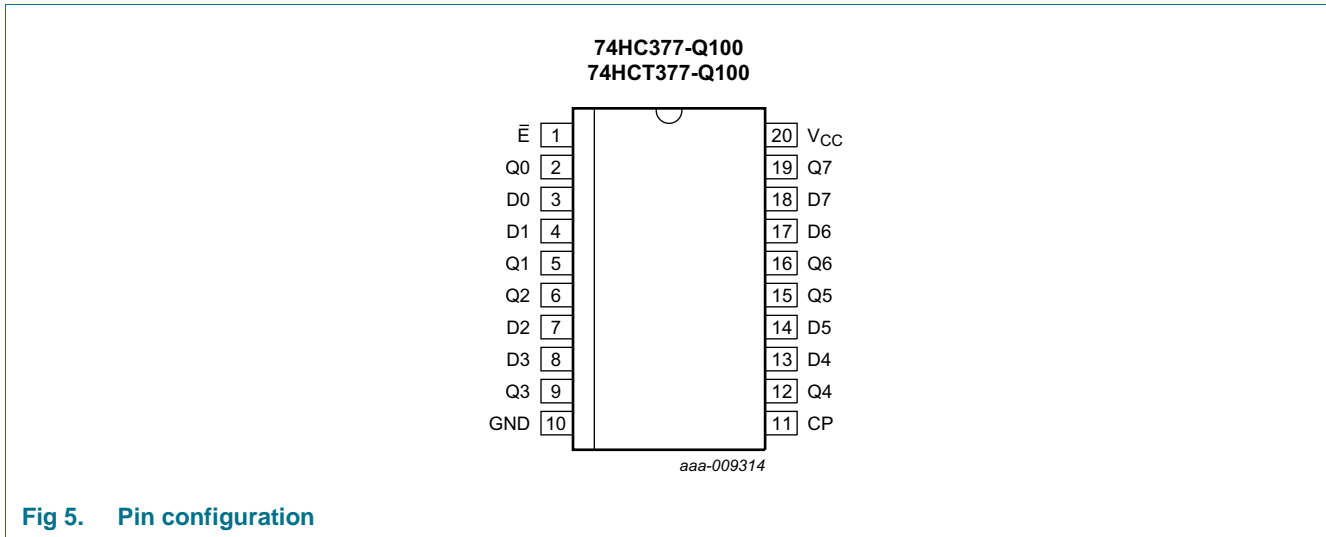 74HC377-Q100
74HCT377-Q100
E̅ 1 20 VCC
Q0 2 19 Q7
D0 3 18 D7
D1 4 17 D6
Q1 5 16 Q6
Q2 6 15 Q5
D2 7 14 D5
D3 8 13 D4
Q3 9 12 Q4
GND 10 11 CP
aaa-009314
Fig 5. Pin configuration